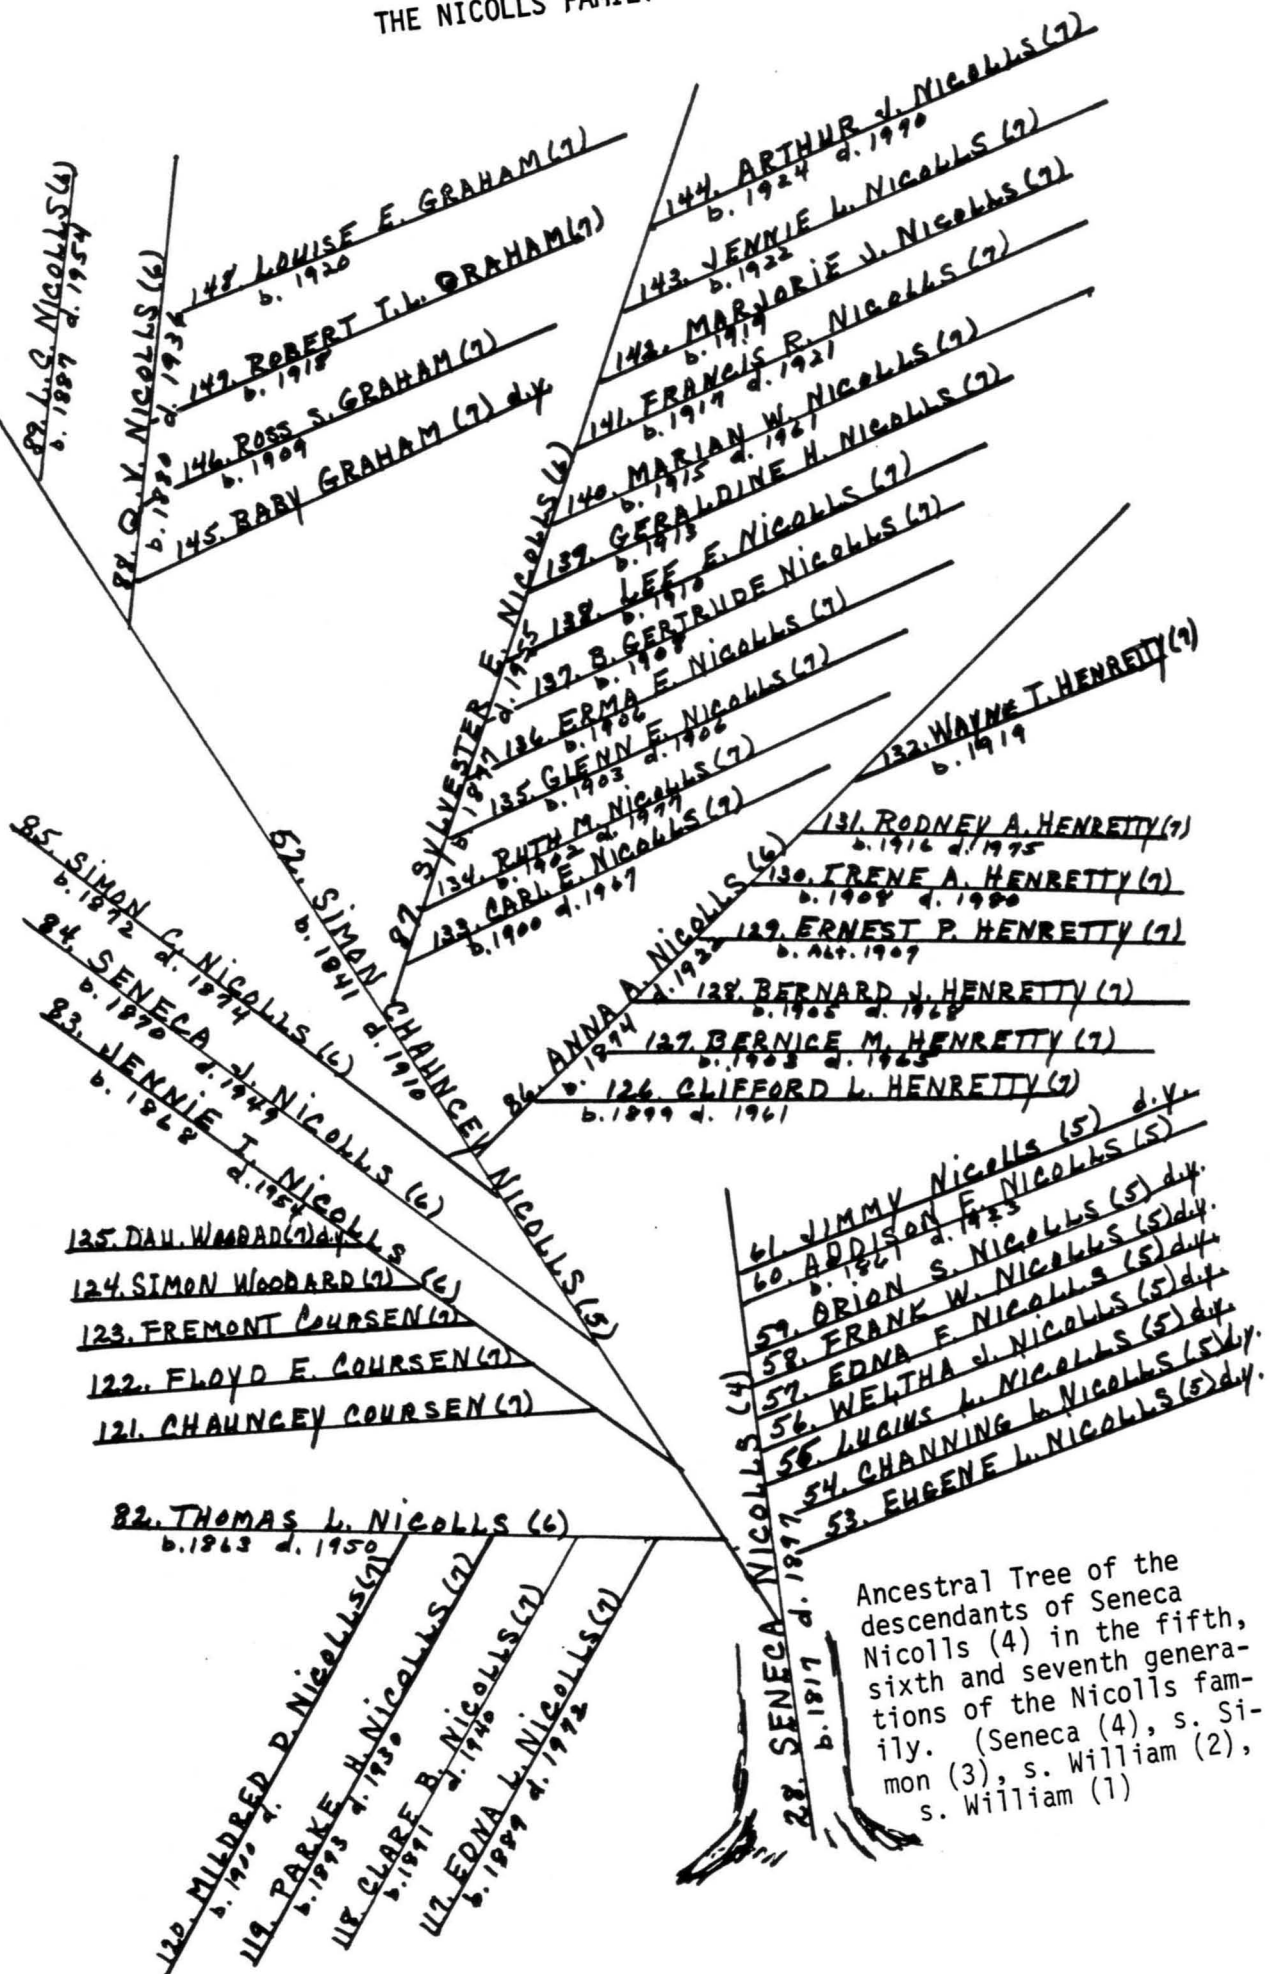 THE NICOLLS
89. L. C. NICOLLS (6)
b. 1887 d. 1954
88. O. V. NICOLLS (6)
b. 1880 d. 193
148. LOUISE E. GRAHAM (7)
b. 1920
147. ROBERT T.L. GRAHAM (7)
b. 1918
146. ROSS S. GRAHAM (7)
b. 1909
145. BABY GRAHAM (7) d.y.
144. ARTHUR J. NICOLLS (7)
b. 1924 d. 1990
143. JENNIE L. NICOLLS (7)
b. 1922
142. MARJORIE J. NICOLLS (7)
b. 1919
141. FRANCIS R. NICOLLS (7)
b. 1917 d. 1921
140. MARIAN W. NICOLLS (7)
b. 1915 d. 1961
139. GERALDINE H. NICOLLS (7)
b. 1913
138. LEE E. NICOLLS (7)
b. 1910
137. B. GERTRUDE NICOLLS (7)
b. 1908
136. ERMA E. NICOLLS (7)
b. 1906
135. GLENN E. NICOLLS (7)
b. 1903 d. 1906
134. RUTH M. NICOLLS (7)
b. 1902 d. 1977
133. CARL E. NICOLLS (7)
b. 1900 d. 1967
87. SYLVESTER E. NICOLLS (6)
b. 1877 d. 1955
132. WAYNE T. HENRETTY (7)
b. 1919
131. RODNEY A. HENRETTY (7)
b. 1916 d. 1975
130. IRENE A. HENRETTY (7)
b. 1908 d. 1980
129. ERNEST P. HENRETTY (7)
b. Abt. 1907
128. BERNARD J. HENRETTY (7)
b. 1905 d. 1968
127. BERNICE M. HENRETTY (7)
b. 1903 d. 1965
126. CLIFFORD L. HENRETTY (7)
b. 1899 d. 1961
86. ANNA A. NICOLLS (6)
b. 1874 d. 1932
52. SIMON CHAUNCEY NICOLLS (5)
b. 1841 d. 1910
85. SIMON C. NICOLLS (6)
b. 1872 d. 1874
84. SENECA J. NICOLLS (6)
b. 1870 d. 1949
83. JENNIE I. NICOLLS (6)
b. 1868 d. 1954
125. DAU. WOODARD (7) d.y.
124. SIMON WOODARD (7)
123. FREMONT COURSEN (7)
122. FLOYD E. COURSEN (7)
121. CHAUNCEY COURSEN (7)
82. THOMAS L. NICOLLS (6)
b. 1863 d. 1950
120. MILDRED D. NICOLLS (7)
b. 1900 d.
119. PARKE H. NICOLLS (7)
b. 1893 d. 1930
118. CLARE B. NICOLLS (7)
b. 1891 d. 1940
117. EDNA L. NICOLLS (7)
b. 1889 d. 1972
61. JIMMY Nicolls (5) d.y.
60. ADDISON E. NICOLLS (5)
b. 1861 d. 1933
59. ORION S. NICOLLS (5) d.y.
58. FRANK W. NICOLLS (5) d.y.
57. EDNA F. NICOLLS (5) d.y.
56. WELTHA J. NICOLLS (5) d.y.
55. LUCIUS L. NICOLLS (5) d.y.
54. CHANNING L. NICOLLS (5) d.y.
53. EUGENE L. NICOLLS (5) d.y.
28. SENECA NICOLLS (4)
b. 1817 d. 1897
Ancestral Tree of the
descendants of Seneca
Nicolls (4) in the fifth,
sixth and seventh genera-
tions of the Nicolls fam-
ily. (Seneca (4), s. Si-
mon (3), s. William (2),
s. William (1)